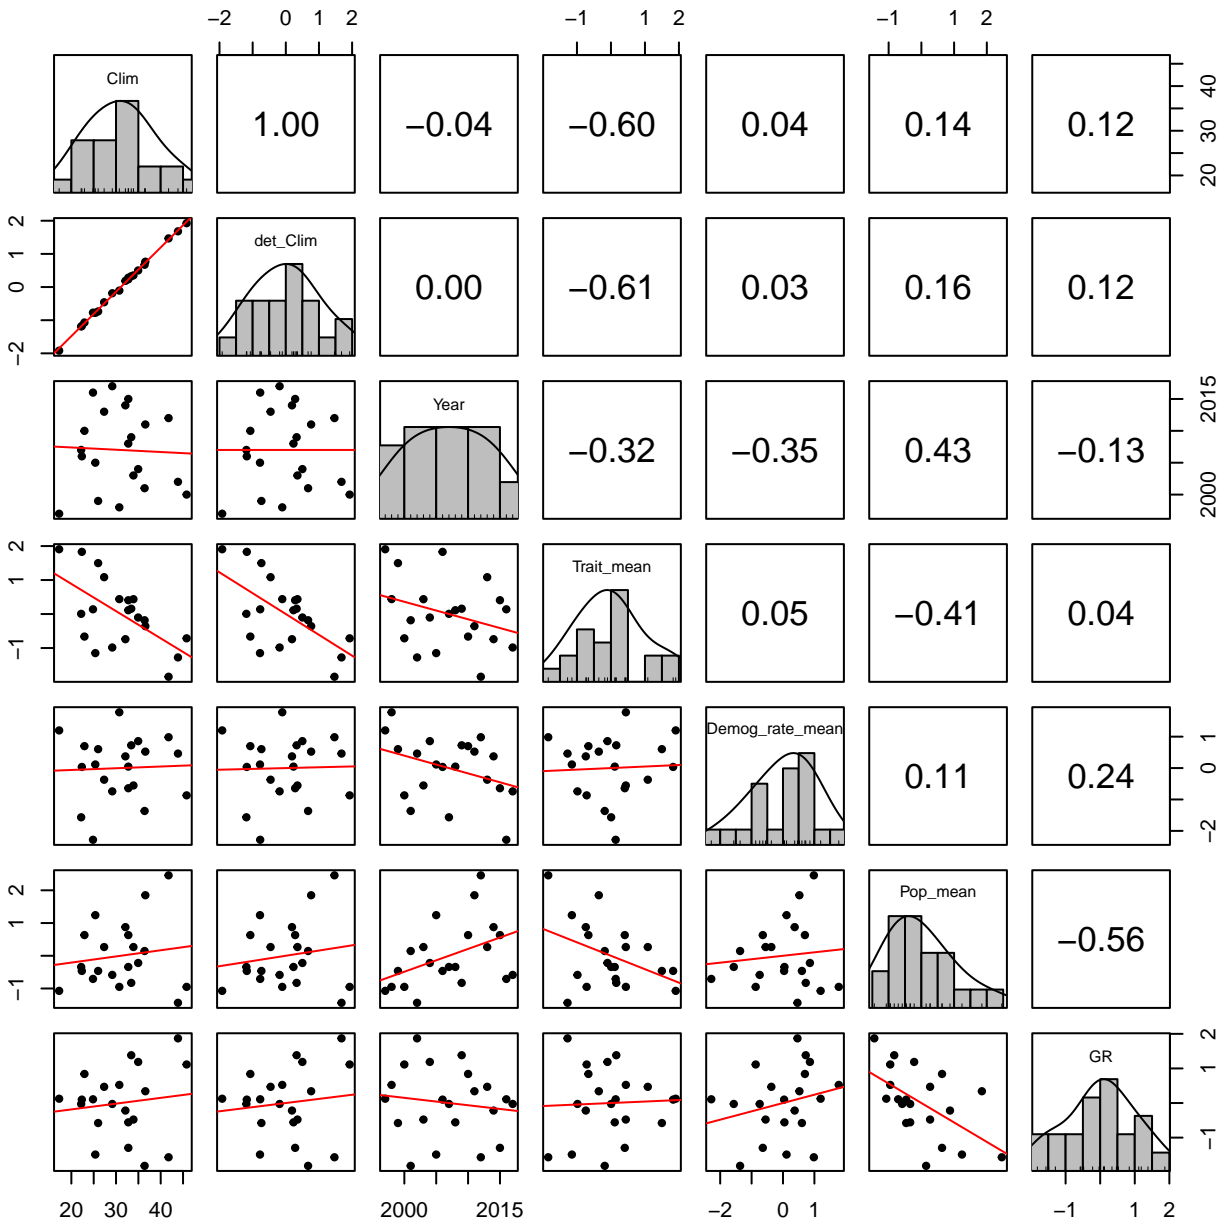 −2 0 1 2 −1 1 2 −1 1 2
Clim 1.00 −0.04 −0.60 0.04 0.14 0.12 20 30 40
−2 0 1 2 det_Clim 0.00 −0.61 0.03 0.16 0.12
Year −0.32 −0.35 0.43 −0.13 2000 2015
−1 1 2 Trait_mean 0.05 −0.41 0.04
Demog_rate_mean 0.11 0.24 −2 0 1
−1 1 2 Pop_mean −0.56
GR −1 1 2
20 30 40 2000 2015 −2 0 1 −1 1 2